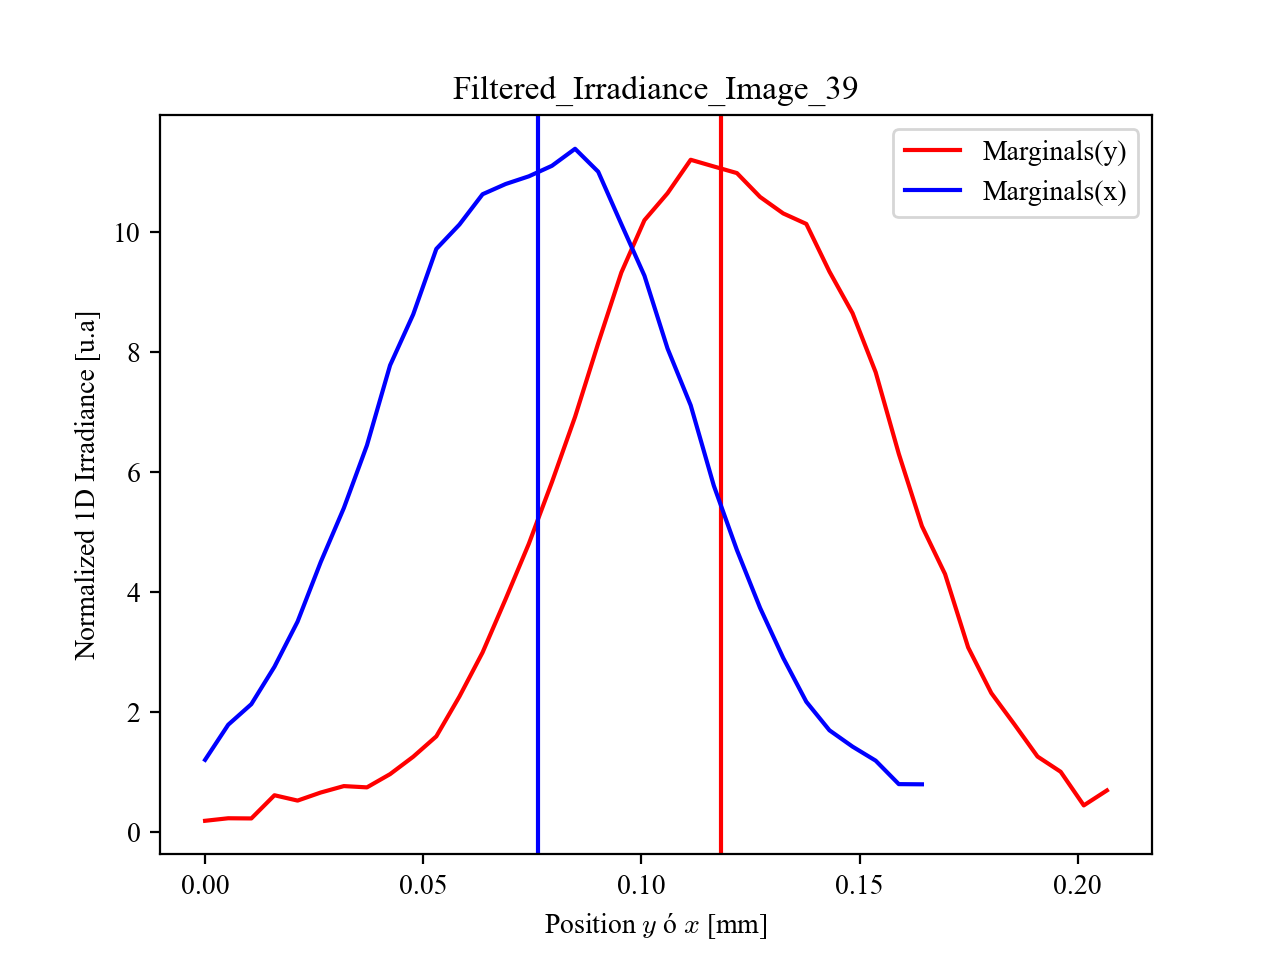 Filtered_Irradiance_Image_39
Marginals(y)
Marginals(x)
Normalized 1D Irradiance [u.a]
10
8
6
4
2
0
0.00 0.05 0.10 0.15 0.20
Position y ó x [mm]